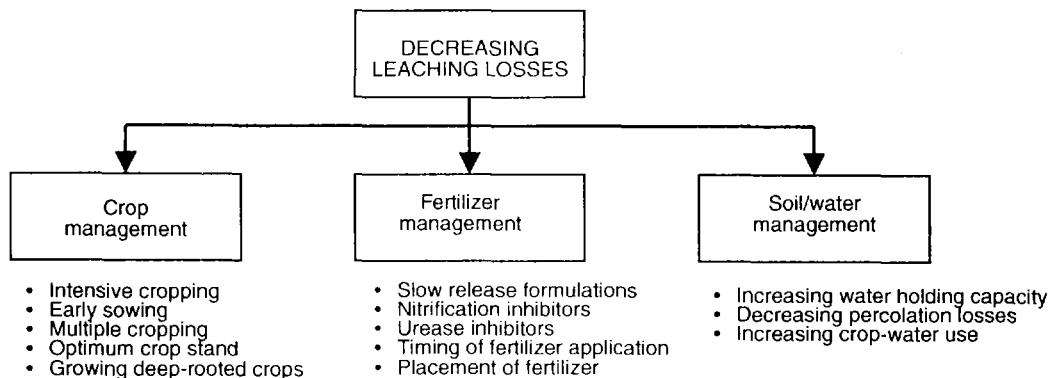 DECREASING
LEACHING LOSSES
Crop
management
Fertilizer
management
Soil/water
management
• Intensive cropping
• Early sowing
• Multiple cropping
• Optimum crop stand
• Growing deep-rooted crops
• Slow release formulations
• Nitrification inhibitors
• Urease inhibitors
• Timing of fertilizer application
• Placement of fertilizer
• Increasing water holding capacity
• Decreasing percolation losses
• Increasing crop-water use